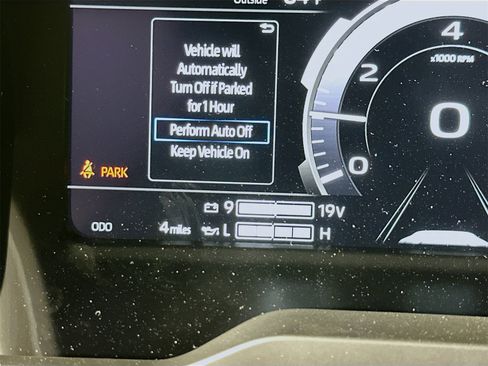 Outside
Vehicle will
Automatically
Turn Off if Parked
for 1 Hour
Perform Auto Off
Keep Vehicle On
PARK
4
x1000 RPM
2
0
0
9
19V
ODO
4 miles
L
H